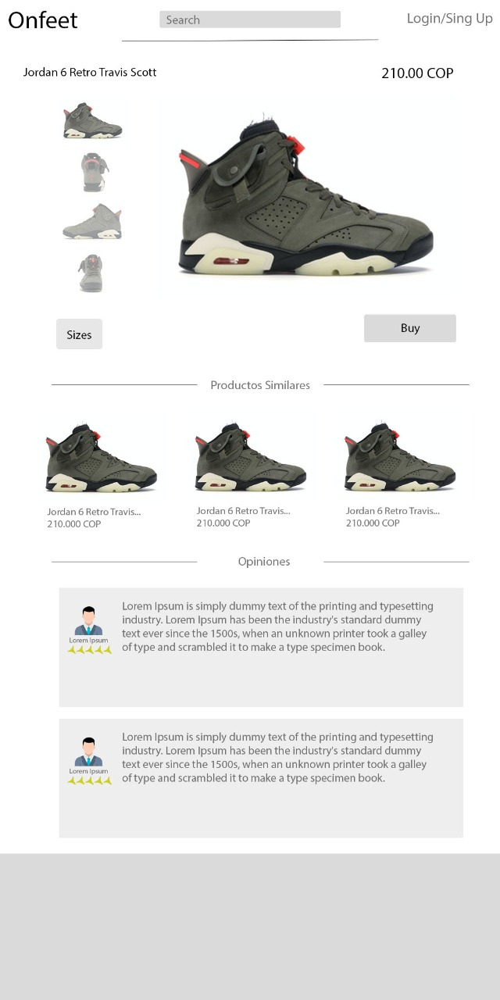 Onfeet
Search
Login/Sing Up
Jordan 6 Retro Travis Scott
210.00 COP
Sizes
Buy
Productos Similares
Jordan 6 Retro Travis...
210.000 COP
Jordan 6 Retro Travis...
210.000 COP
Jordan 6 Retro Travis...
210.000 COP
Opiniones
Lorem Ipsum is simply dummy text of the printing and typesetting
industry. Lorem Ipsum has been the industry's standard dummy
text ever since the 1500s, when an unknown printer took a galley
of type and scrambled it to make a type specimen book.
Lorem Ipsum
Lorem Ipsum is simply dummy text of the printing and typesetting
industry. Lorem Ipsum has been the industry's standard dummy
text ever since the 1500s, when an unknown printer took a galley
of type and scrambled it to make a type specimen book.
Lorem Ipsum